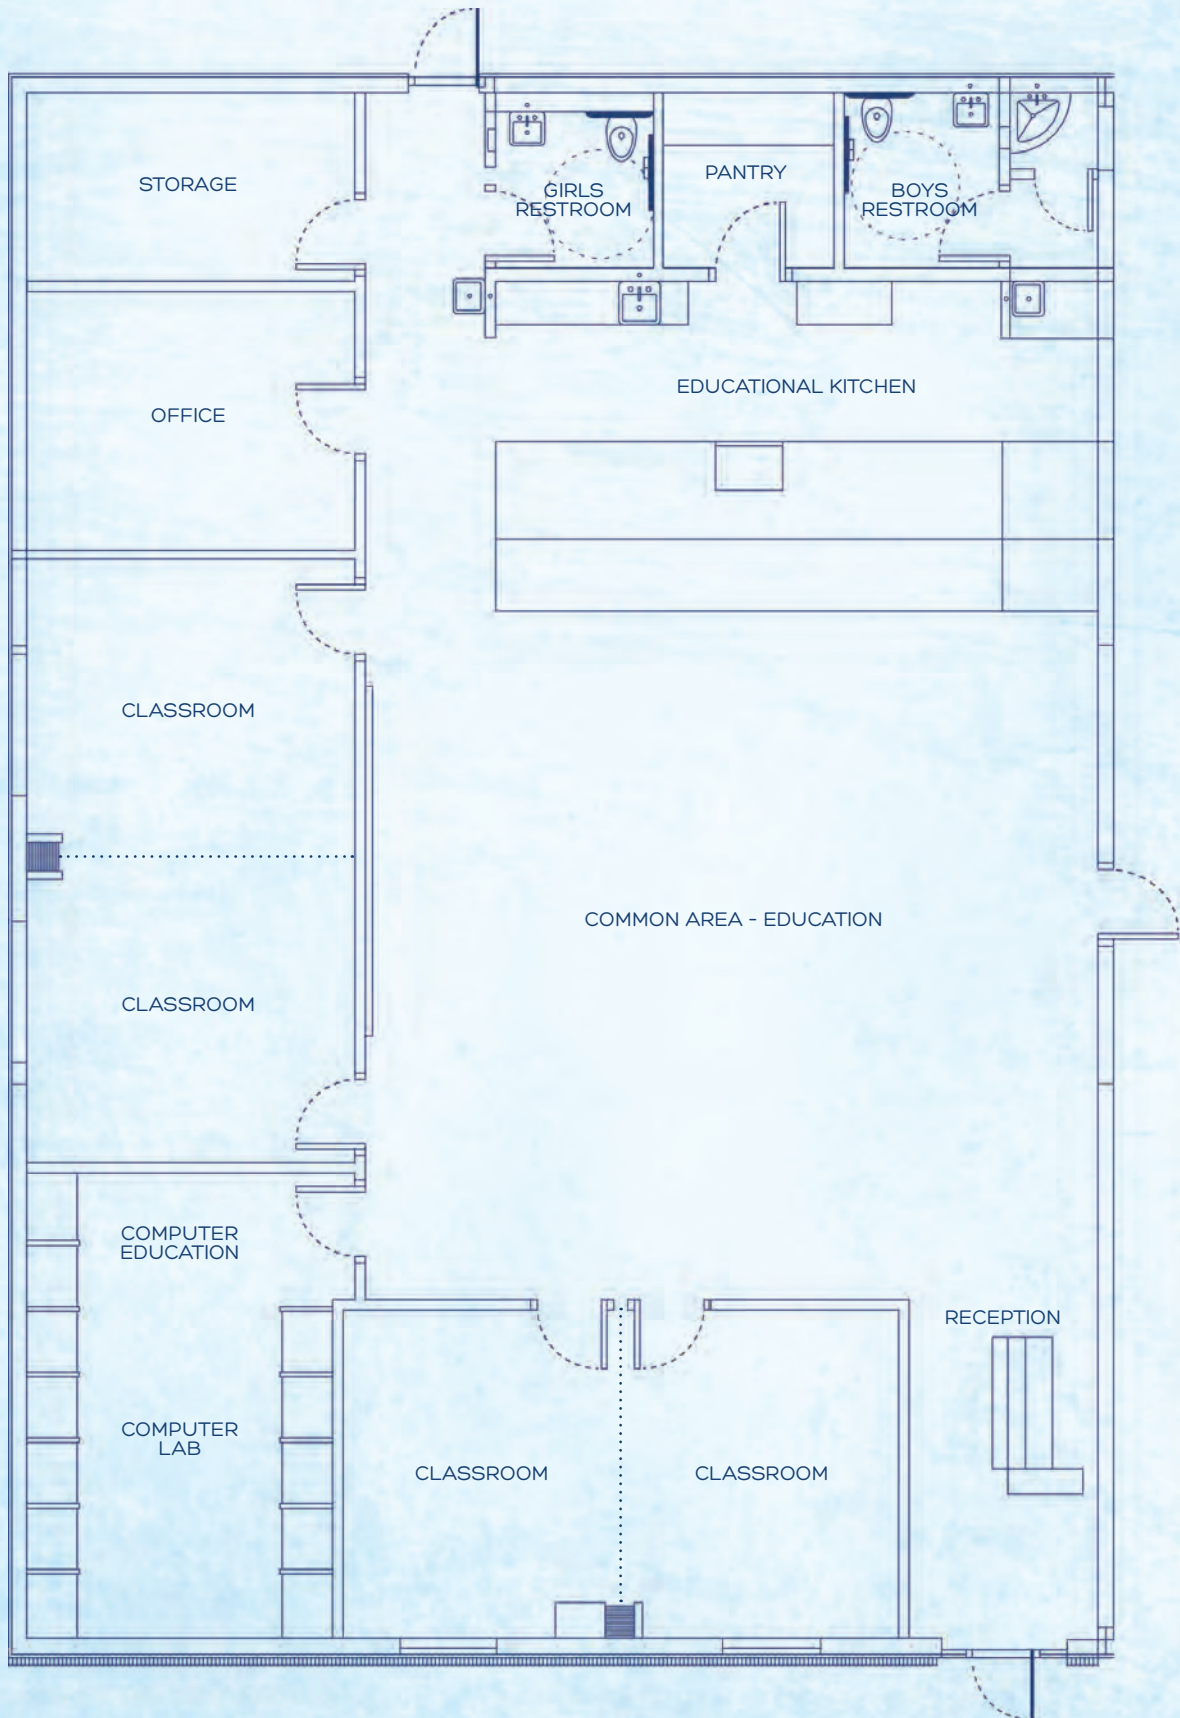 STORAGE
GIRLS
RESTROOM
PANTRY
BOYS
RESTROOM
EDUCATIONAL KITCHEN
OFFICE
CLASSROOM
COMMON AREA - EDUCATION
CLASSROOM
COMPUTER
EDUCATION
RECEPTION
COMPUTER
LAB
CLASSROOM
CLASSROOM